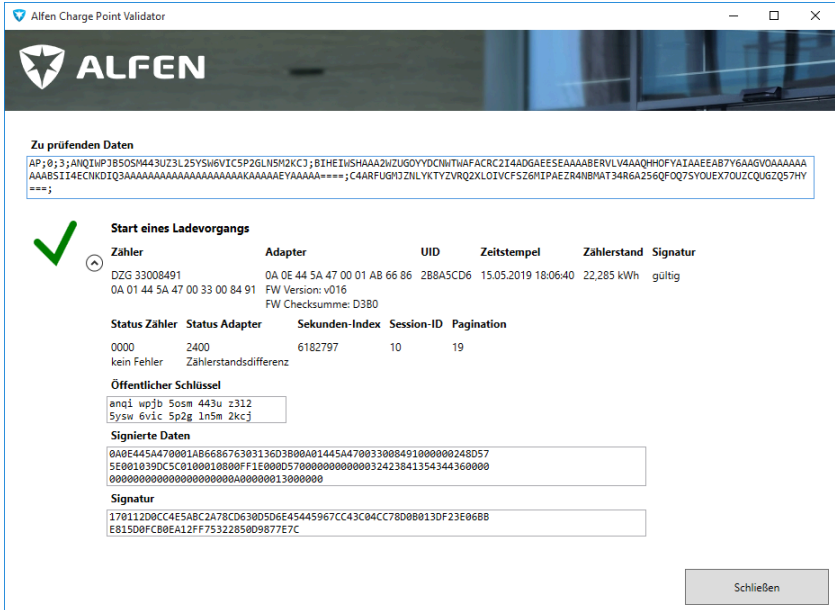 Alfen Charge Point Validator
ALFEN
Zu prüfenden Daten
AP;0;3;ANQIWPJB5OSM443UZ3L25YSW6VIC5P2GLN5M2KCJ;BIHEIWSHAAA2WZUGOYYDCNWTWAFACRC2I4ADGAEESEAAAABERVLV4AAQHHOFYAIAAEEAB7Y6AAGVOAAAAAA
AAABSII4ECNKDIQ3AAAAAAAAAAAAAAAAAAAAKAAAAAEYAAAAA====;C4ARFUGMJZNLYKTYZVRQ2XLOIVCFSZ6MIPAEZR4NBMAT34R6A256QFOQ7SYOUEX7OUZCQUGZQ57HY
===;
Start eines Ladevorgangs
Zähler Adapter UID Zeitstempel Zählerstand Signatur
DZG 33008491 0A 0E 44 5A 47 00 01 AB 66 86 2B8A5CD6 15.05.2019 18:06:40 22,285 kWh gültig
0A 01 44 5A 47 00 33 00 84 91 FW Version: v016
FW Checksumme: D3B0
Status Zähler Status Adapter Sekunden-Index Session-ID Pagination
0000 2400 6182797 10 19
kein Fehler Zählerstandsdifferenz
Öffentlicher Schlüssel
anqi wpjb 5osm 443u z3l2
5ysw 6vic 5p2g ln5m 2kcj
Signierte Daten
0A0E445A470001AB668676303136D3B00A01445A470033008491000000248D57
5E001039DC5C0100010800FF1E000D5700000000000032423841354344360000
000000000000000000000000A00000013000000
Signatur
170112D0CC4E5ABC2A78CD630D5D6E45445967CC43C04CC78D0B013DF23E06BB
E815D0FCB0EA12FF75322850D9877E7C
Schließen